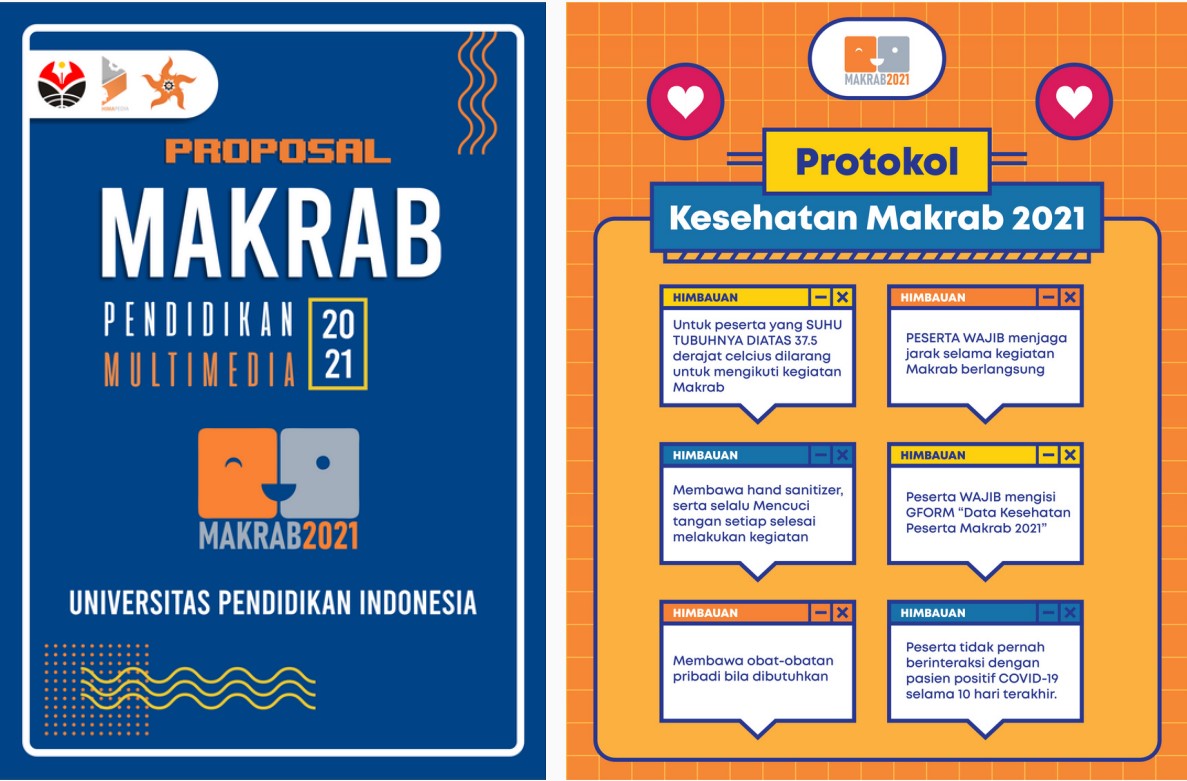 PROPOSAL
MAKRAB
PENDIDIKAN
MULTIMEDIA
20
21
MAKRAB2021
UNIVERSITAS PENDIDIKAN INDONESIA
MAKRAB2021
Protokol
Kesehatan Makrab 2021
HIMBAUAN
Untuk peserta yang SUHU
TUBUHNYA DIATAS 37.5
derajat celcius dilarang
untuk mengikuti kegiatan
Makrab
HIMBAUAN
PESERTA WAJIB menjaga
jarak selama kegiatan
Makrab berlangsung
HIMBAUAN
Membawa hand sanitizer,
serta selalu Mencuci
tangan setiap selesai
melakukan kegiatan
HIMBAUAN
Peserta WAJIB mengisi
GFORM “Data Kesehatan
Peserta Makrab 2021”
HIMBAUAN
Membawa obat-obatan
pribadi bila dibutuhkan
HIMBAUAN
Peserta tidak pernah
berinteraksi dengan
pasien positif COVID-19
selama 10 hari terakhir.